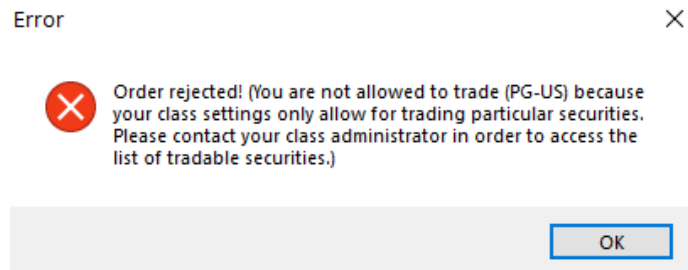 Error
Order rejected! (You are not allowed to trade (PG-US) because
your class settings only allow for trading particular securities.
Please contact your class administrator in order to access the
list of tradable securities.)
OK